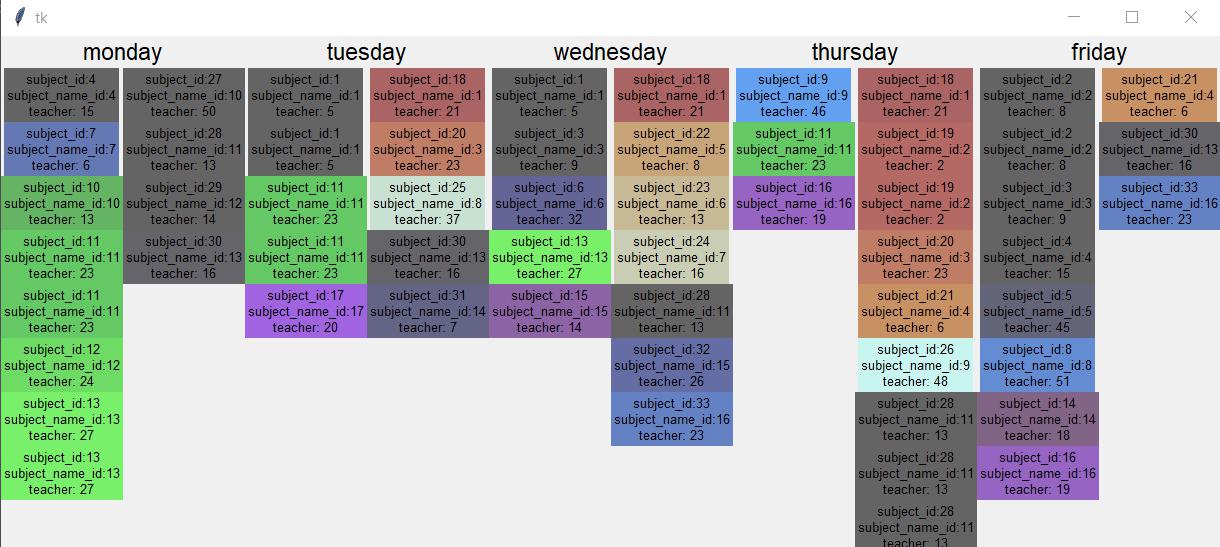 tk
monday
tuesday
wednesday
thursday
friday
subject_id:4
subject_name_id:4
teacher: 15
subject_id:7
subject_name_id:7
teacher: 6
subject_id:10
subject_name_id:10
teacher: 13
subject_id:11
subject_name_id:11
teacher: 23
subject_id:11
subject_name_id:11
teacher: 23
subject_id:12
subject_name_id:12
teacher: 24
subject_id:13
subject_name_id:13
teacher: 27
subject_id:13
subject_name_id:13
teacher: 27
subject_id:27
subject_name_id:10
teacher: 50
subject_id:28
subject_name_id:11
teacher: 13
subject_id:29
subject_name_id:12
teacher: 14
subject_id:30
subject_name_id:13
teacher: 16
subject_id:1
subject_name_id:1
teacher: 5
subject_id:1
subject_name_id:1
teacher: 5
subject_id:11
subject_name_id:11
teacher: 23
subject_id:11
subject_name_id:11
teacher: 23
subject_id:17
subject_name_id:17
teacher: 20
subject_id:18
subject_name_id:1
teacher: 21
subject_id:20
subject_name_id:3
teacher: 23
subject_id:25
subject_name_id:8
teacher: 37
subject_id:30
subject_name_id:13
teacher: 16
subject_id:31
subject_name_id:14
teacher: 7
subject_id:1
subject_name_id:1
teacher: 5
subject_id:3
subject_name_id:3
teacher: 9
subject_id:6
subject_name_id:6
teacher: 32
subject_id:13
subject_name_id:13
teacher: 27
subject_id:15
subject_name_id:15
teacher: 14
subject_id:18
subject_name_id:1
teacher: 21
subject_id:22
subject_name_id:5
teacher: 8
subject_id:23
subject_name_id:6
teacher: 13
subject_id:24
subject_name_id:7
teacher: 16
subject_id:28
subject_name_id:11
teacher: 13
subject_id:32
subject_name_id:15
teacher: 26
subject_id:33
subject_name_id:16
teacher: 23
subject_id:9
subject_name_id:9
teacher: 46
subject_id:11
subject_name_id:11
teacher: 23
subject_id:16
subject_name_id:16
teacher: 19
subject_id:18
subject_name_id:1
teacher: 21
subject_id:19
subject_name_id:2
teacher: 2
subject_id:19
subject_name_id:2
teacher: 2
subject_id:20
subject_name_id:3
teacher: 23
subject_id:21
subject_name_id:4
teacher: 6
subject_id:26
subject_name_id:9
teacher: 48
subject_id:28
subject_name_id:11
teacher: 13
subject_id:28
subject_name_id:11
teacher: 13
subject_id:28
subject_name_id:11
teacher: 13
subject_id:2
subject_name_id:2
teacher: 8
subject_id:2
subject_name_id:2
teacher: 8
subject_id:3
subject_name_id:3
teacher: 9
subject_id:4
subject_name_id:4
teacher: 15
subject_id:5
subject_name_id:5
teacher: 45
subject_id:8
subject_name_id:8
teacher: 51
subject_id:14
subject_name_id:14
teacher: 18
subject_id:16
subject_name_id:16
teacher: 19
subject_id:21
subject_name_id:4
teacher: 6
subject_id:30
subject_name_id:13
teacher: 16
subject_id:33
subject_name_id:16
teacher: 23